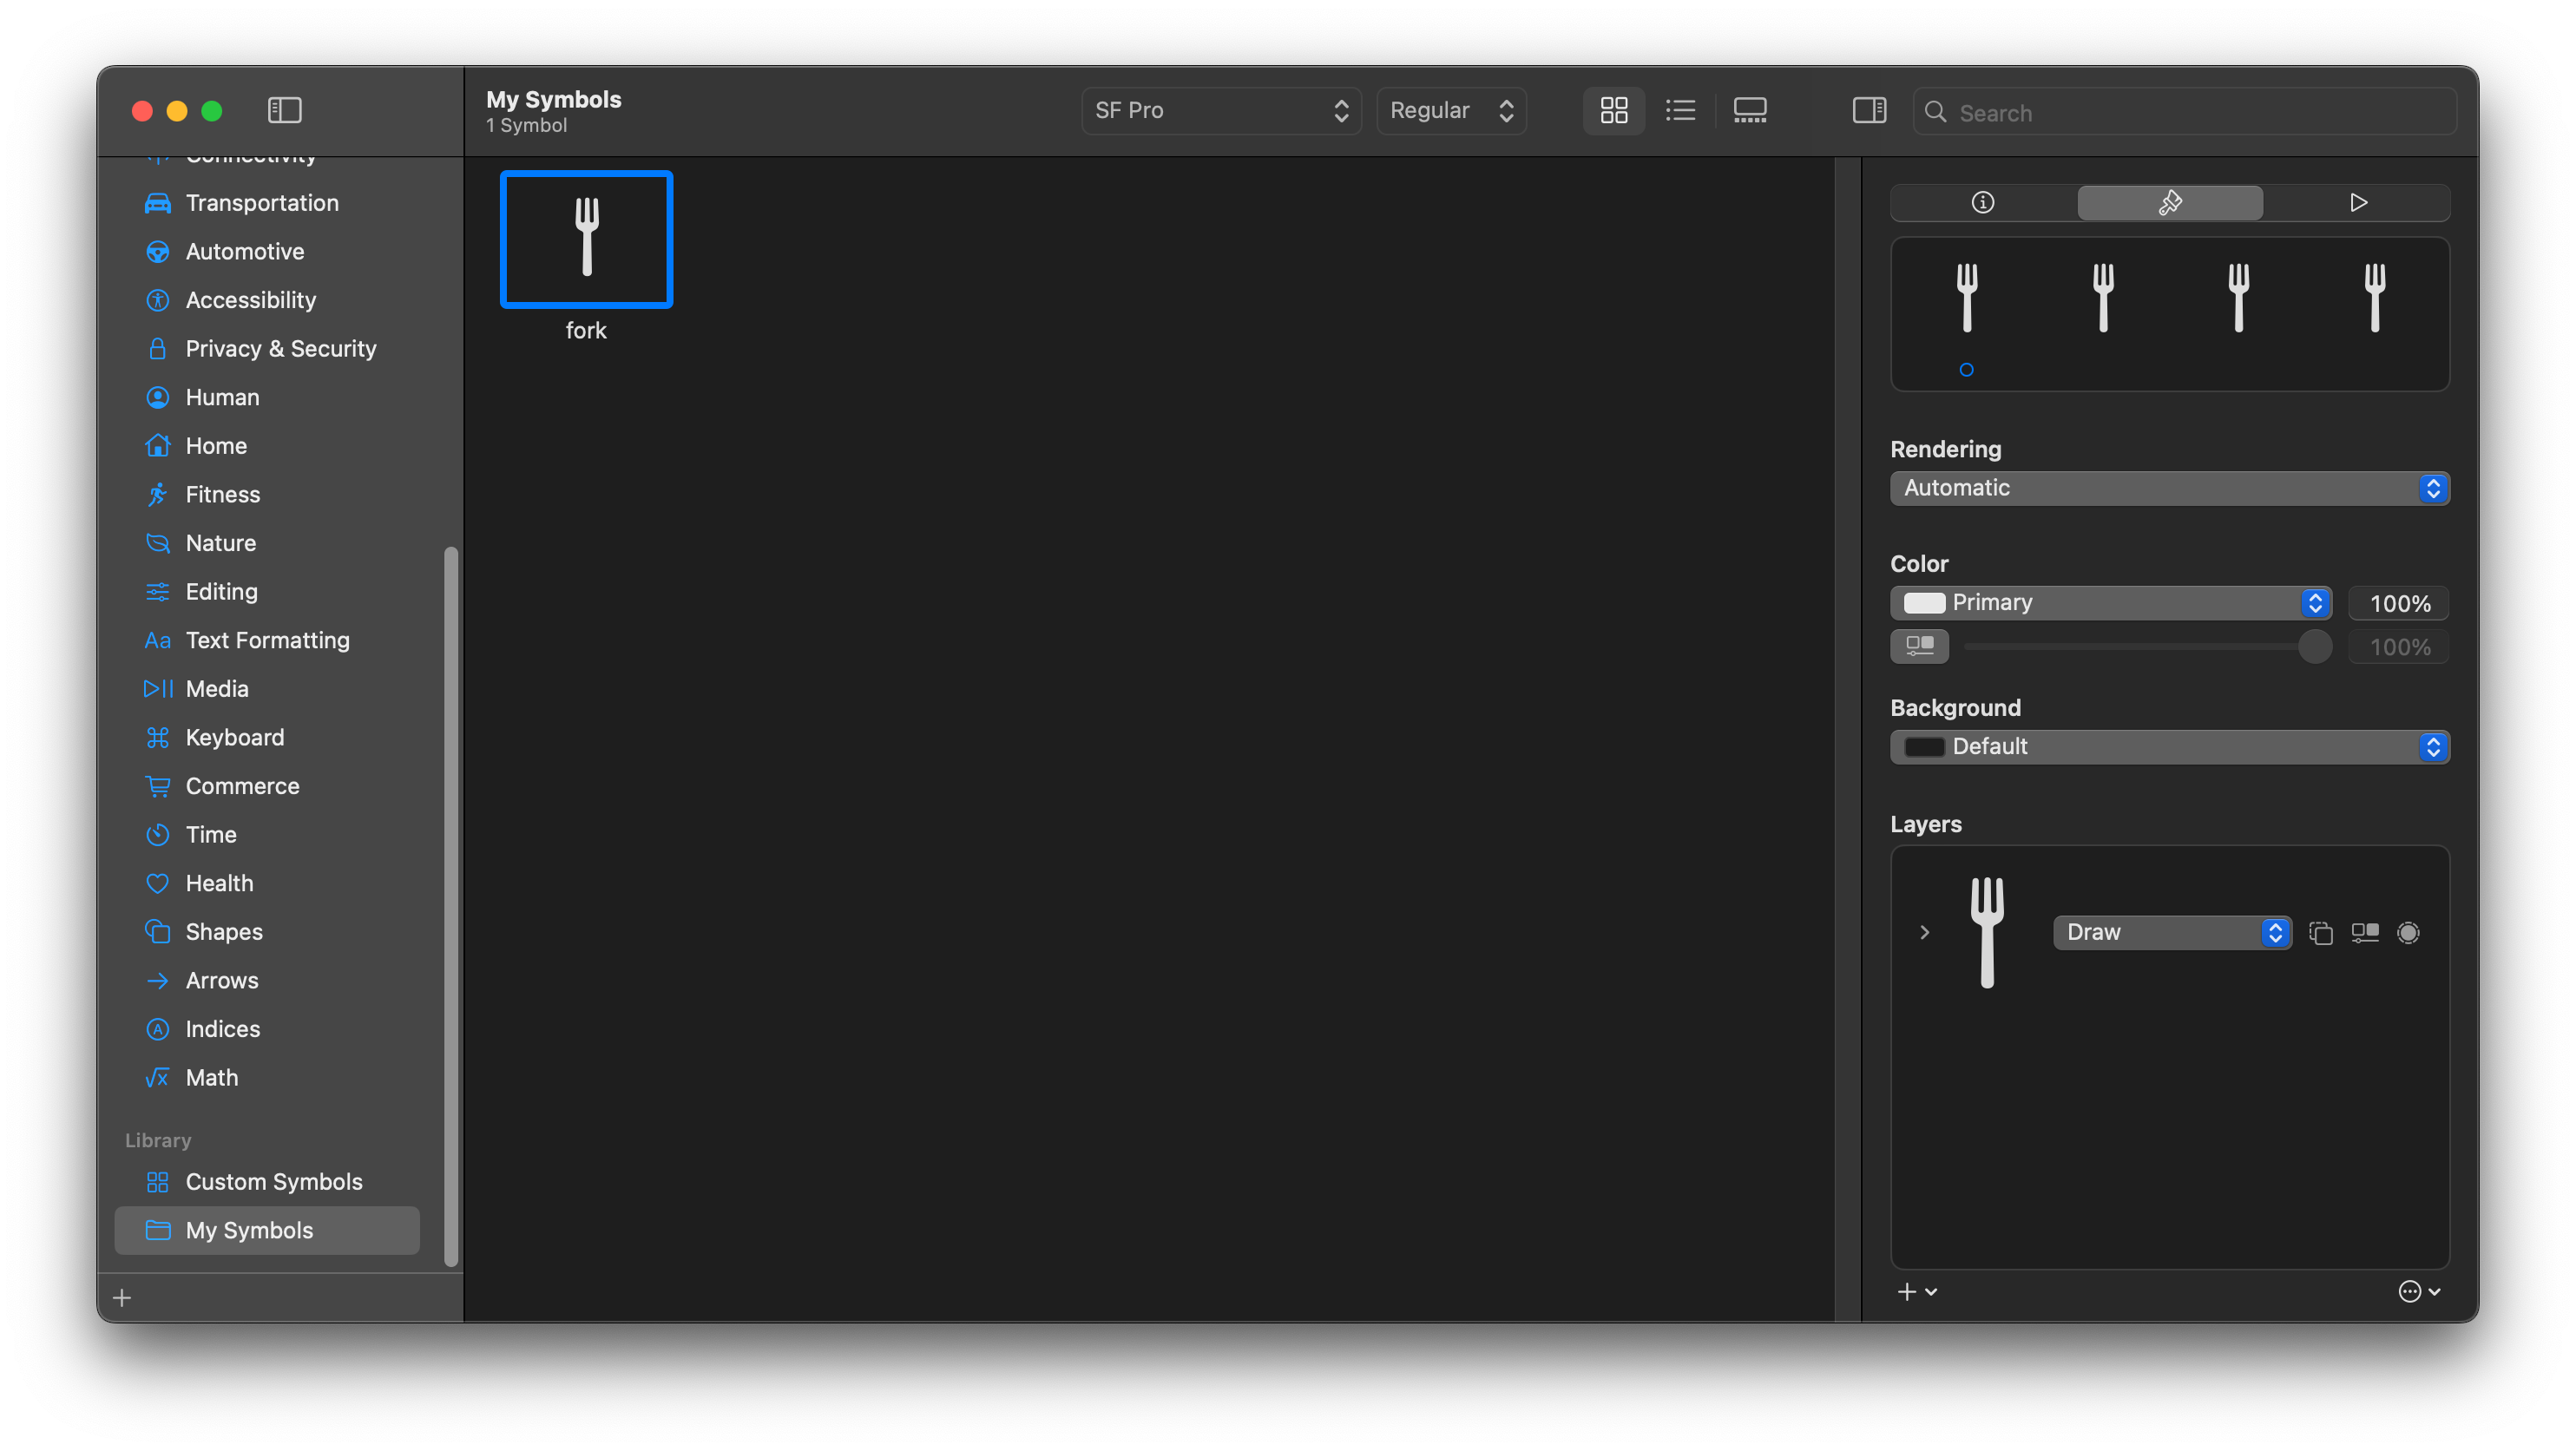 My Symbols
1 Symbol
SF Pro
Regular
Search
Connectivity
Transportation
Automotive
Accessibility
Privacy & Security
Human
Home
Fitness
Nature
Editing
Aa Text Formatting
Media
Keyboard
Commerce
Time
Health
Shapes
Arrows
Indices
Math
Library
Custom Symbols
My Symbols
fork
Rendering
Automatic
Color
Primary
100%
100%
Background
Default
Layers
Draw